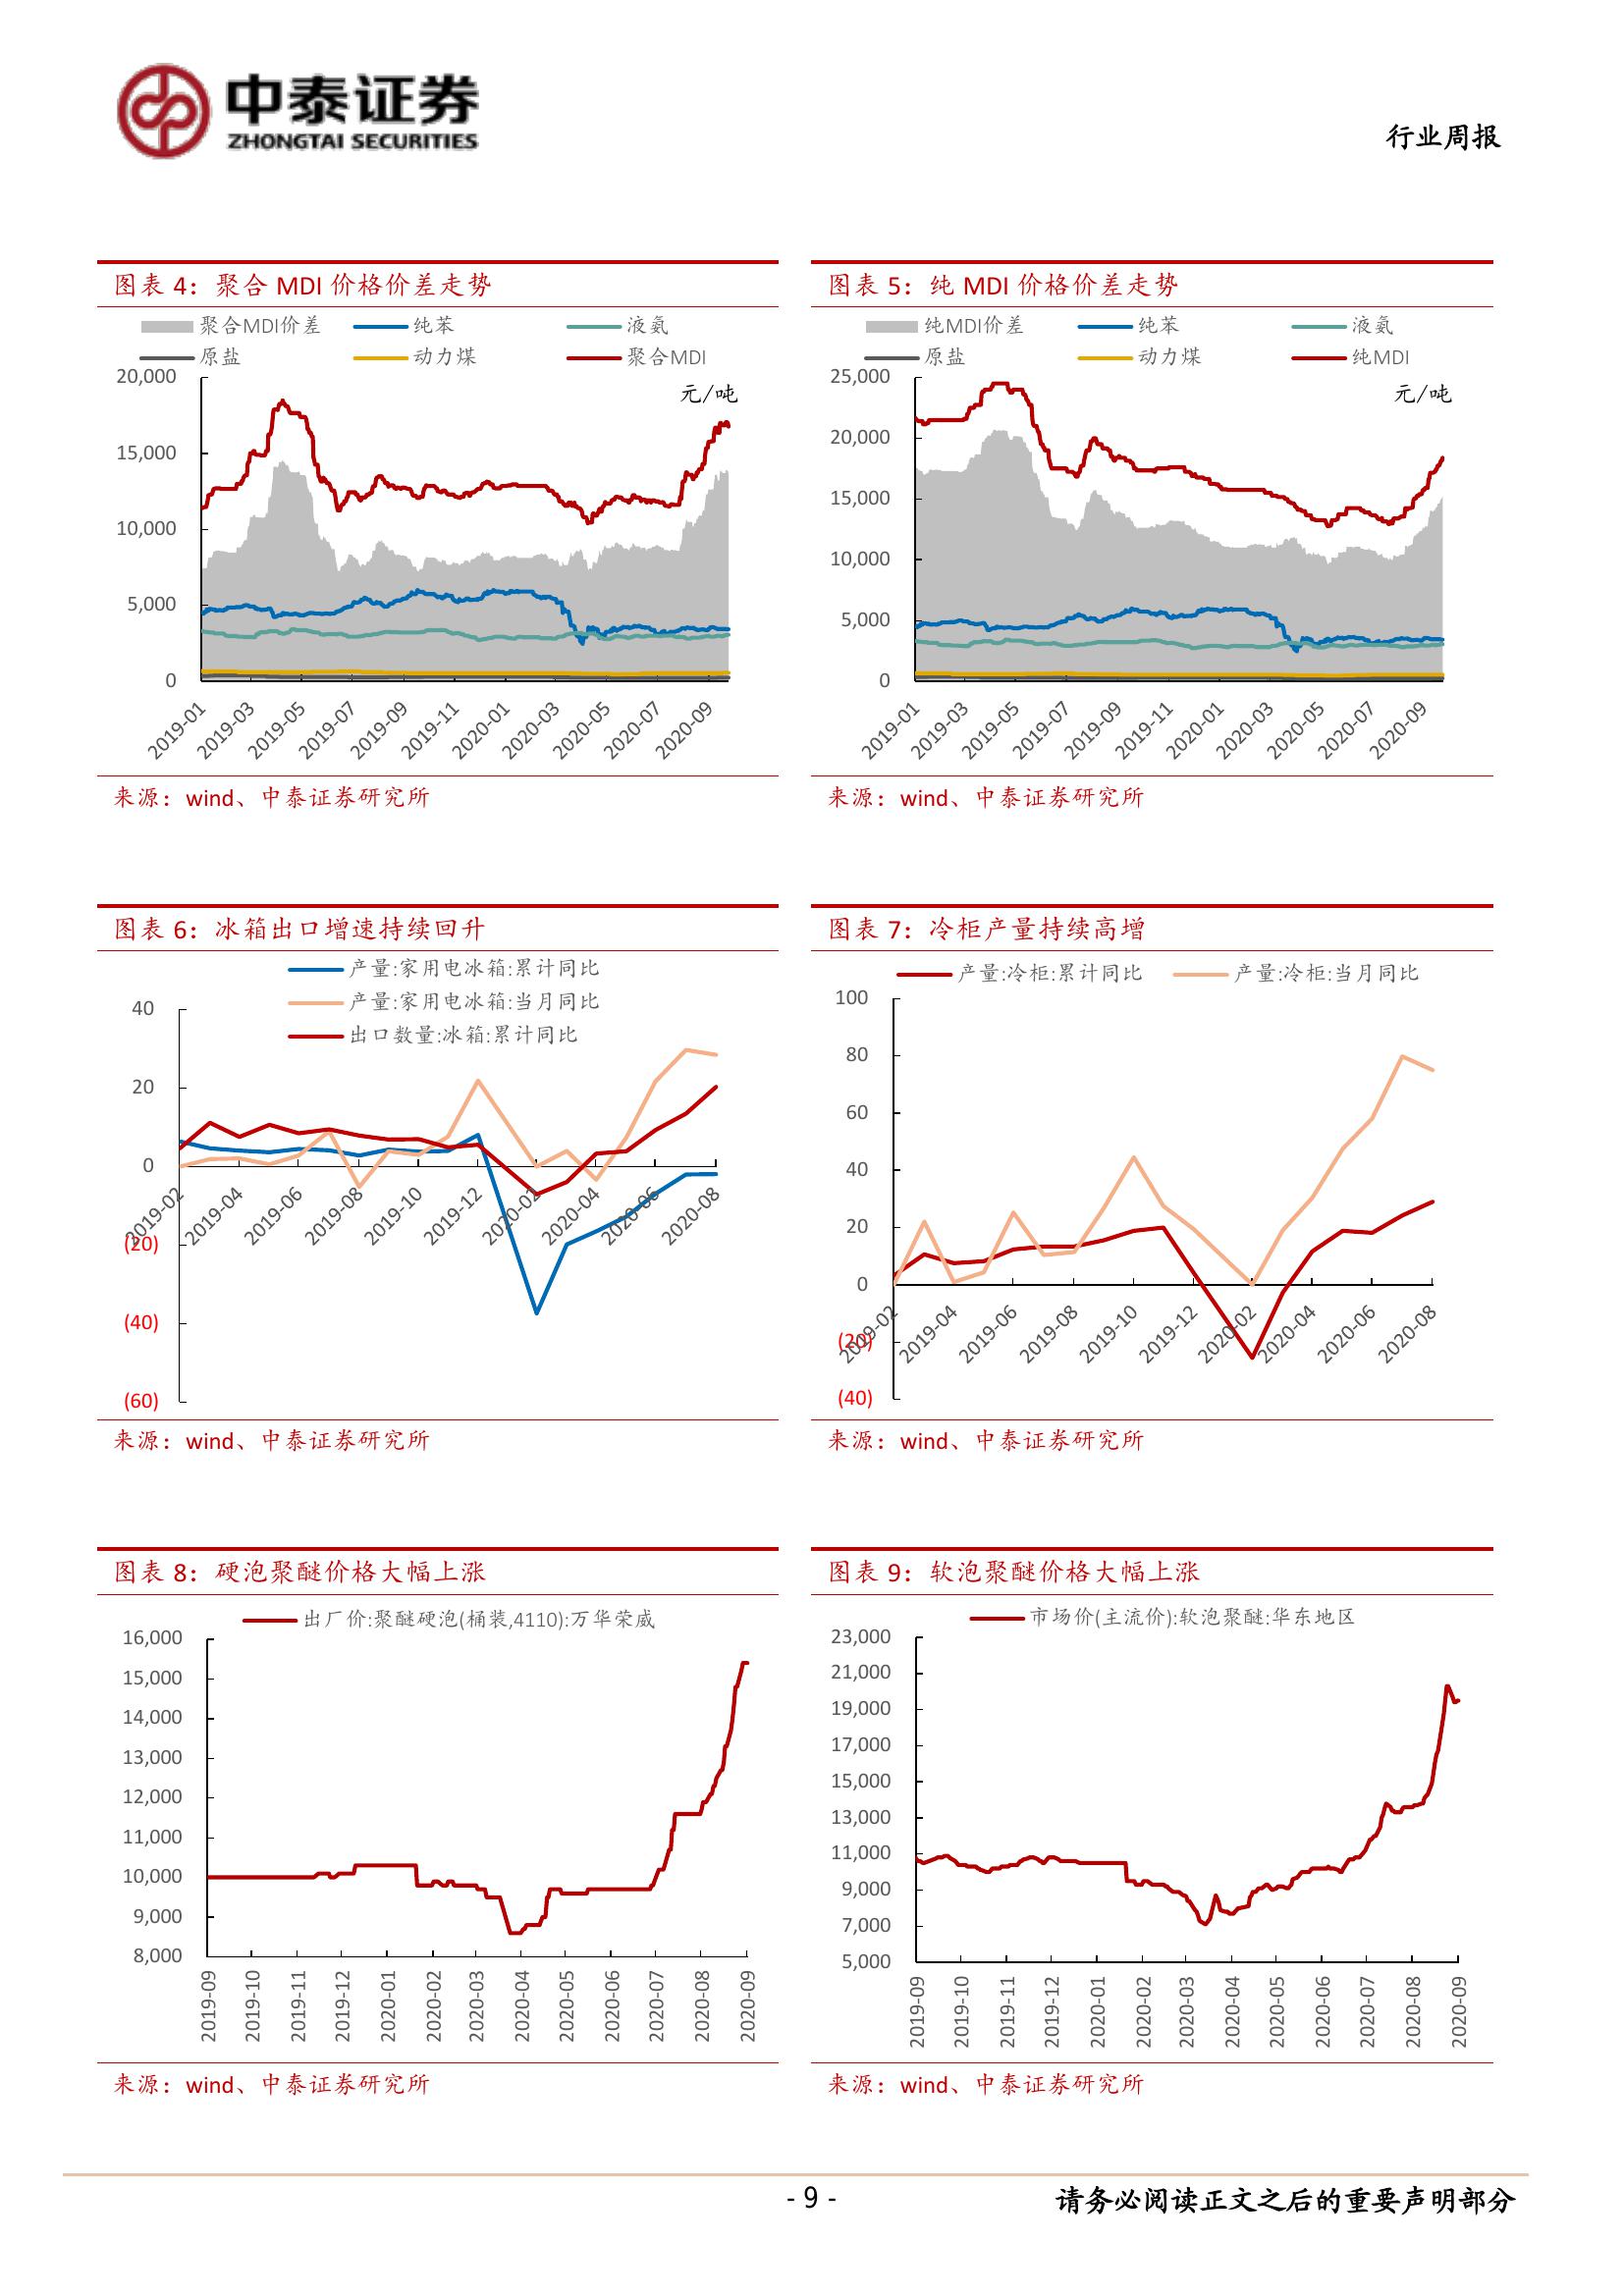 中泰证券
ZHONGTAI SECURITIES
行业周报
图表 4：聚合 MDI 价格价差走势
聚合MDI价差 纯苯 液氨
原盐 动力煤 聚合MDI
元/吨
20,000
15,000
10,000
5,000
0
2019-01 2019-03 2019-05 2019-07 2019-09 2019-11 2020-01 2020-03 2020-05 2020-07 2020-09
来源：wind、中泰证券研究所
图表 5：纯 MDI 价格价差走势
纯MDI价差 纯苯 液氨
原盐 动力煤 纯MDI
元/吨
25,000
20,000
15,000
10,000
5,000
0
2019-01 2019-03 2019-05 2019-07 2019-09 2019-11 2020-01 2020-03 2020-05 2020-07 2020-09
来源：wind、中泰证券研究所
图表 6：冰箱出口增速持续回升
产量:家用电冰箱:累计同比
产量:家用电冰箱:当月同比
出口数量:冰箱:累计同比
40
20
0
(20)
(40)
(60)
2019-02 2019-04 2019-06 2019-08 2019-10 2019-12 2020-02 2020-04 2020-06 2020-08
来源：wind、中泰证券研究所
图表 7：冷柜产量持续高增
产量:冷柜:累计同比 产量:冷柜:当月同比
100
80
60
40
20
0
(20)
(40)
2019-02 2019-04 2019-06 2019-08 2019-10 2019-12 2020-02 2020-04 2020-06 2020-08
来源：wind、中泰证券研究所
图表 8：硬泡聚醚价格大幅上涨
出厂价:聚醚硬泡(桶装,4110):万华荣威
16,000
15,000
14,000
13,000
12,000
11,000
10,000
9,000
8,000
2019-09 2019-10 2019-11 2019-12 2020-01 2020-02 2020-03 2020-04 2020-05 2020-06 2020-07 2020-08 2020-09
来源：wind、中泰证券研究所
图表 9：软泡聚醚价格大幅上涨
市场价(主流价):软泡聚醚:华东地区
23,000
21,000
19,000
17,000
15,000
13,000
11,000
9,000
7,000
5,000
2019-09 2019-10 2019-11 2019-12 2020-01 2020-02 2020-03 2020-04 2020-05 2020-06 2020-07 2020-08 2020-09
来源：wind、中泰证券研究所
- 9 -
请务必阅读正文之后的重要声明部分